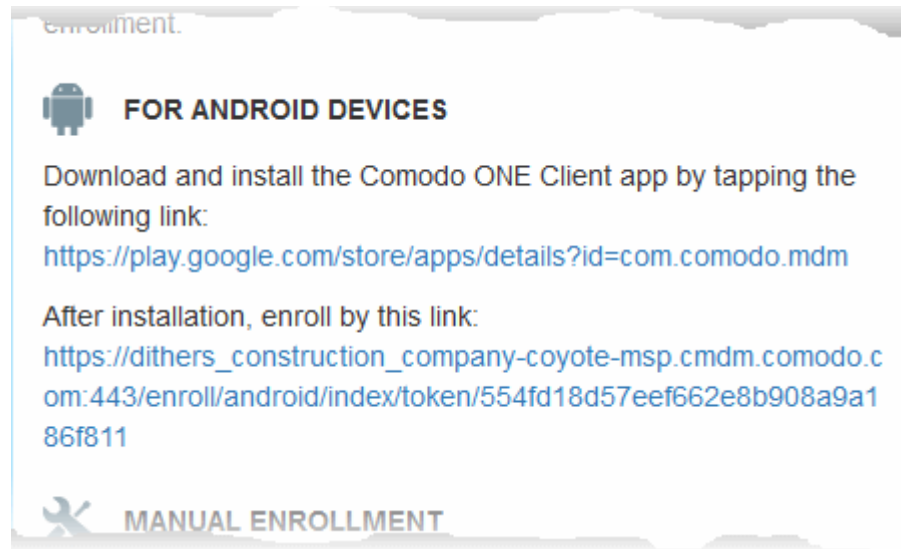 enrollment.
FOR ANDROID DEVICES
Download and install the Comodo ONE Client app by tapping the
following link:
https://play.google.com/store/apps/details?id=com.comodo.mdm
After installation, enroll by this link:
https://dithers_construction_company-coyote-msp.cmdm.comodo.c
om:443/enroll/android/index/token/554fd18d57eef662e8b908a9a1
86f811
MANUAL ENROLLMENT